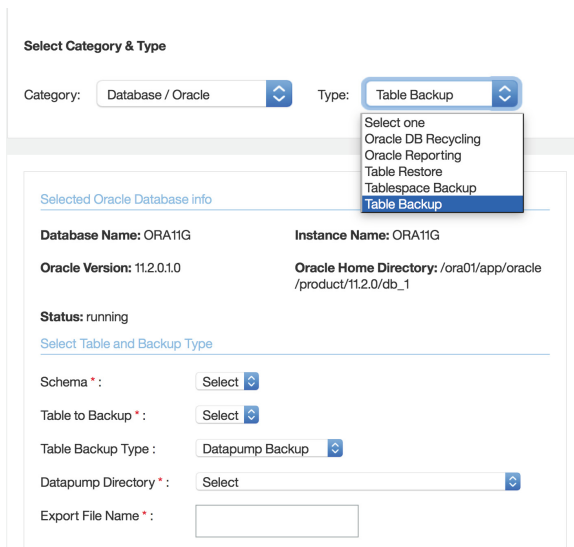 Select Category & Type
Category: Database / Oracle Type: Table Backup
Select one
Oracle DB Recycling
Oracle Reporting
Table Restore
Tablespace Backup
Table Backup
Selected Oracle Database info
Database Name: ORA11G Instance Name: ORA11G
Oracle Version: 11.2.0.1.0 Oracle Home Directory: /ora01/app/oracle
/product/11.2.0/db_1
Status: running
Select Table and Backup Type
Schema * : Select
Table to Backup * : Select
Table Backup Type : Datapump Backup
Datapump Directory * : Select
Export File Name * :